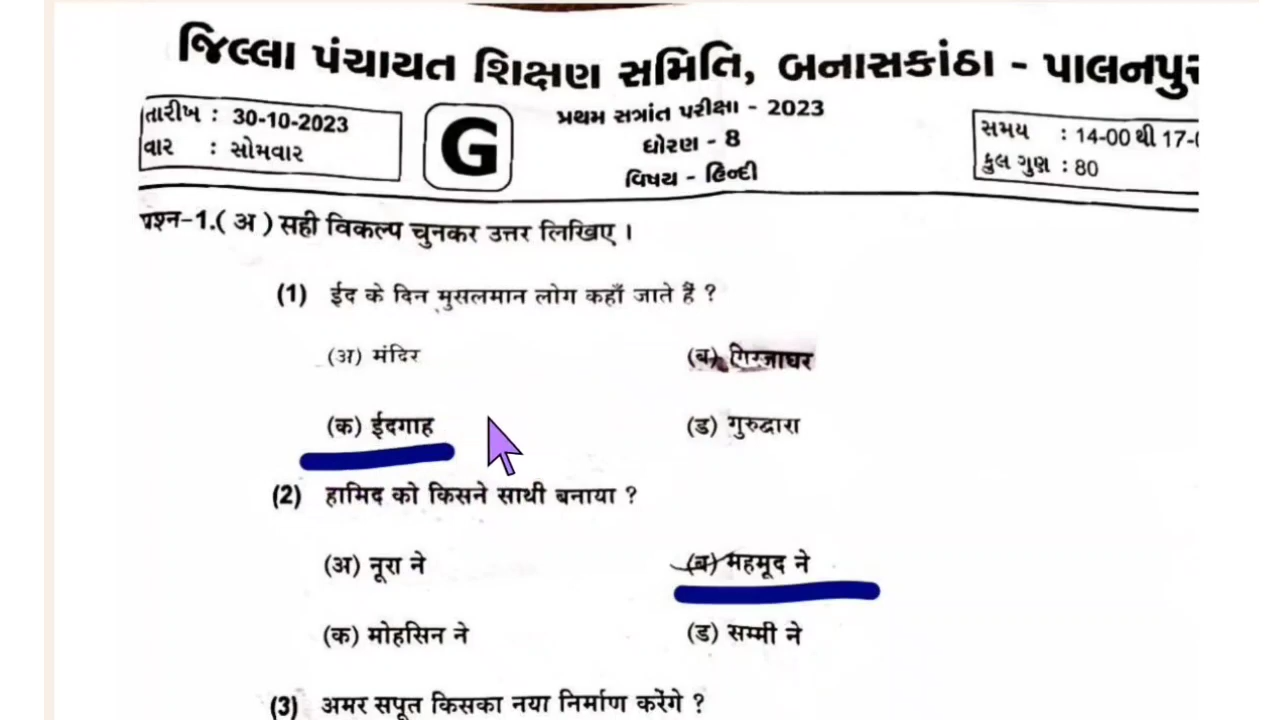 જિલ્લા પંચાયત શિક્ષણ સમિતિ, બનાસકાંઠા - પાલનપુર
તારીખ : 30-10-2023
વાર : સોમવાર
G
પ્રથમ સત્રાંત પરીક્ષા - 2023
ધોરણ - 8
વિષય - હિન્દી
સમય : 14-00 થી 17-0
કુલ ગુણ : 80
प्रश्न-1.( अ ) सही विकल्प चुनकर उत्तर लिखिए ।
(1) ईद के दिन मुसलमान लोग कहाँ जाते हैं ?
(अ) मंदिर (ब) गिरजाघर
(क) ईदगाह (ड) गुरुद्वारा
(2) हामिद को किसने साथी बनाया ?
(अ) नूरा ने (ब) महमूद ने
(क) मोहसिन ने (ड) सम्मी ने
(3) अमर सपूत किसका नया निर्माण करेंगे ?